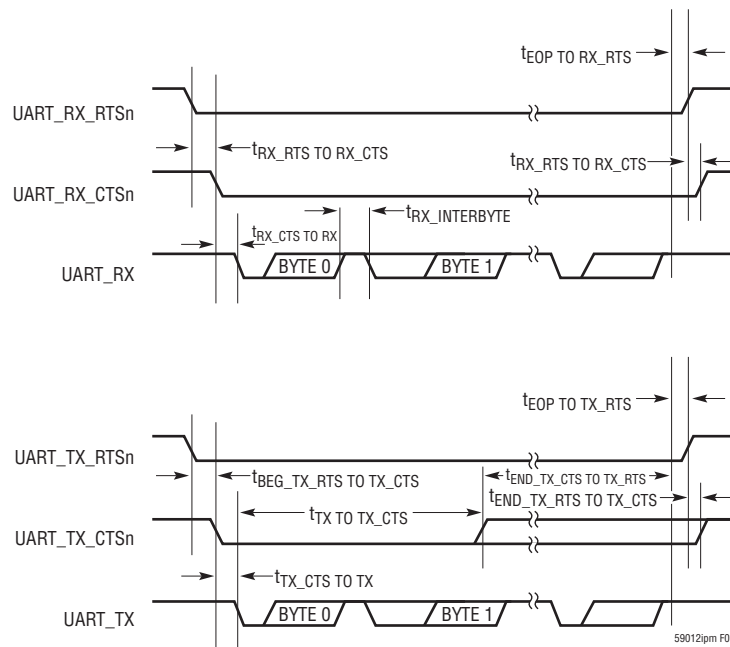 tEOP TO RX_RTS
UART_RX_RTSn
tRX_RTS TO RX_CTS
tRX_RTS TO RX_CTS
UART_RX_CTSn
tRX_INTERBYTE
tRX_CTS TO RX
UART_RX
BYTE 0
BYTE 1
tEOP TO TX_RTS
UART_TX_RTSn
tBEG_TX_RTS TO TX_CTS
tEND_TX_CTS TO TX_RTS
tEND_TX_RTS TO TX_CTS
tTX TO TX_CTS
UART_TX_CTSn
tTX_CTS TO TX
UART_TX
BYTE 0
BYTE 1
59012ipm F0